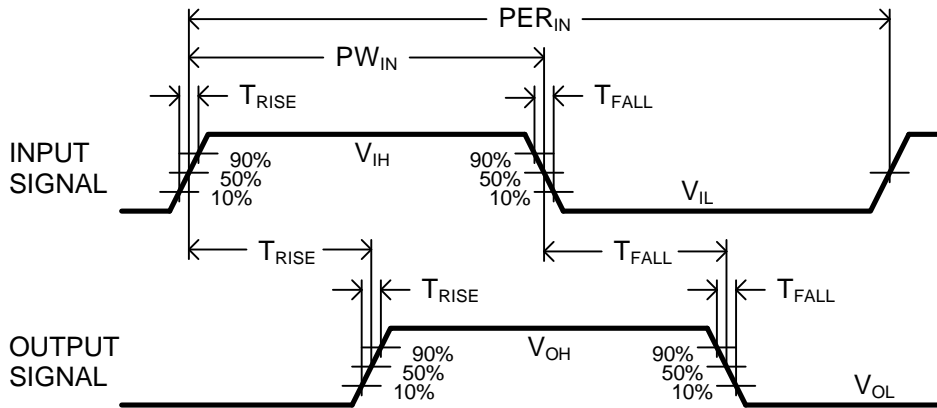 PER_IN
PW_IN
T_RISE
T_FALL
INPUT
SIGNAL
V_IH
90%
50%
10%
90%
50%
10%
V_IL
T_RISE
T_FALL
T_RISE
T_FALL
OUTPUT
SIGNAL
V_OH
90%
50%
10%
90%
50%
10%
V_OL